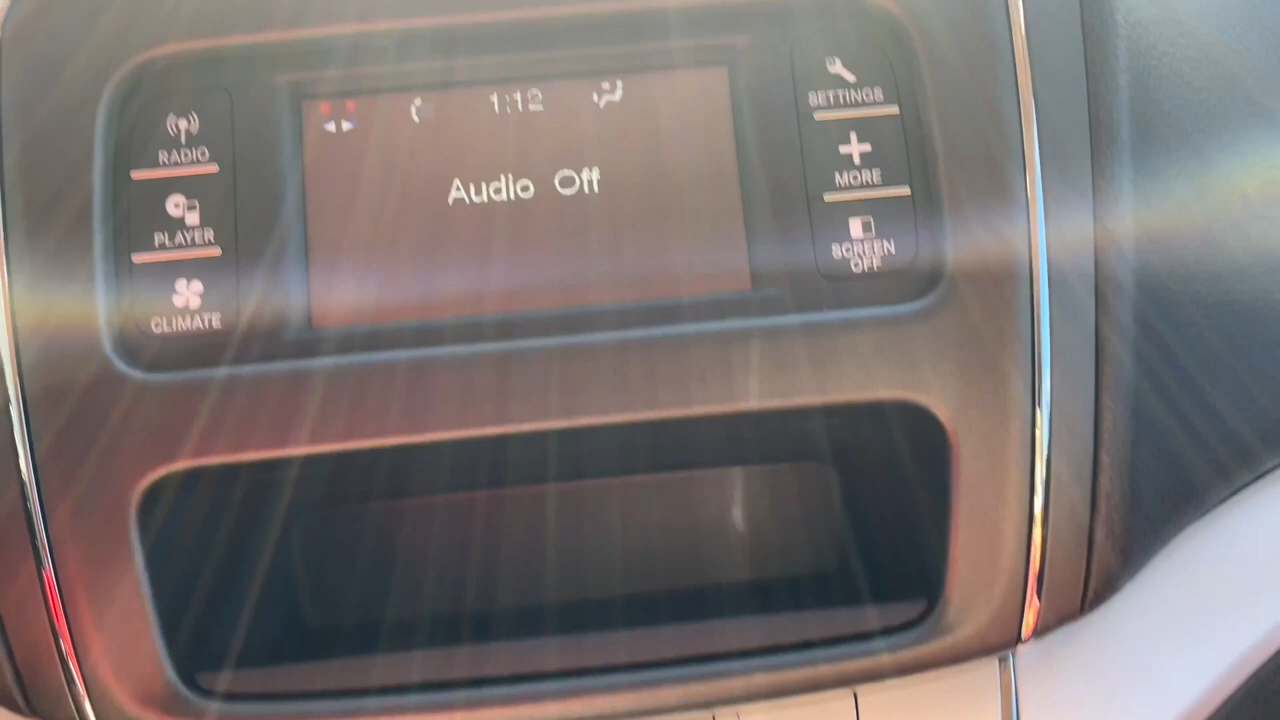 RADIO
PLAYER
CLIMATE
1:12
Audio Off
SETTINGS
MORE
SCREEN
OFF